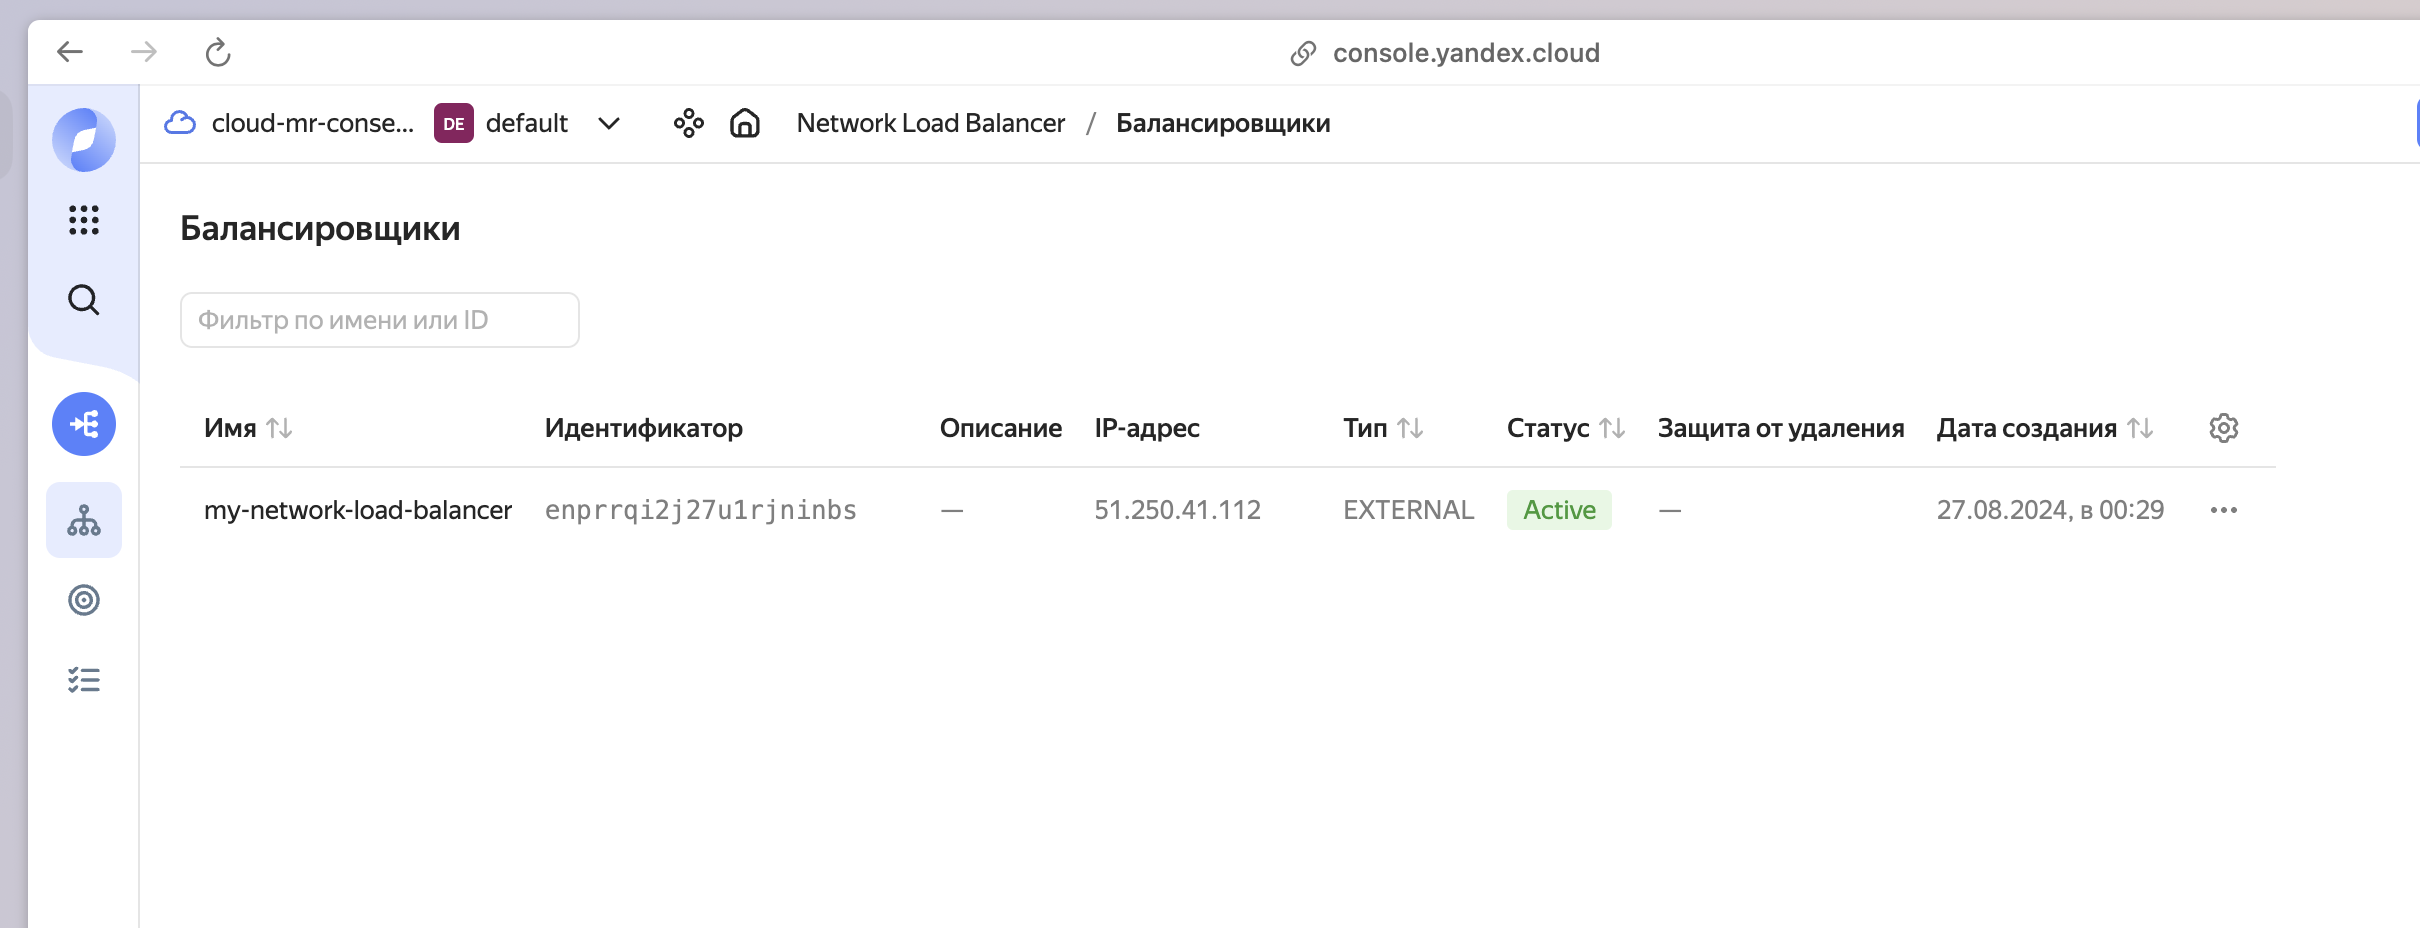 console.yandex.cloud
cloud-mr-conse... DE default Network Load Balancer / Балансировщики
Балансировщики
Фильтр по имени или ID
Имя Идентификатор Описание IP-адрес Тип Статус Защита от удаления Дата создания
my-network-load-balancer enprrqi2j27u1rjninbs — 51.250.41.112 EXTERNAL Active — 27.08.2024, в 00:29